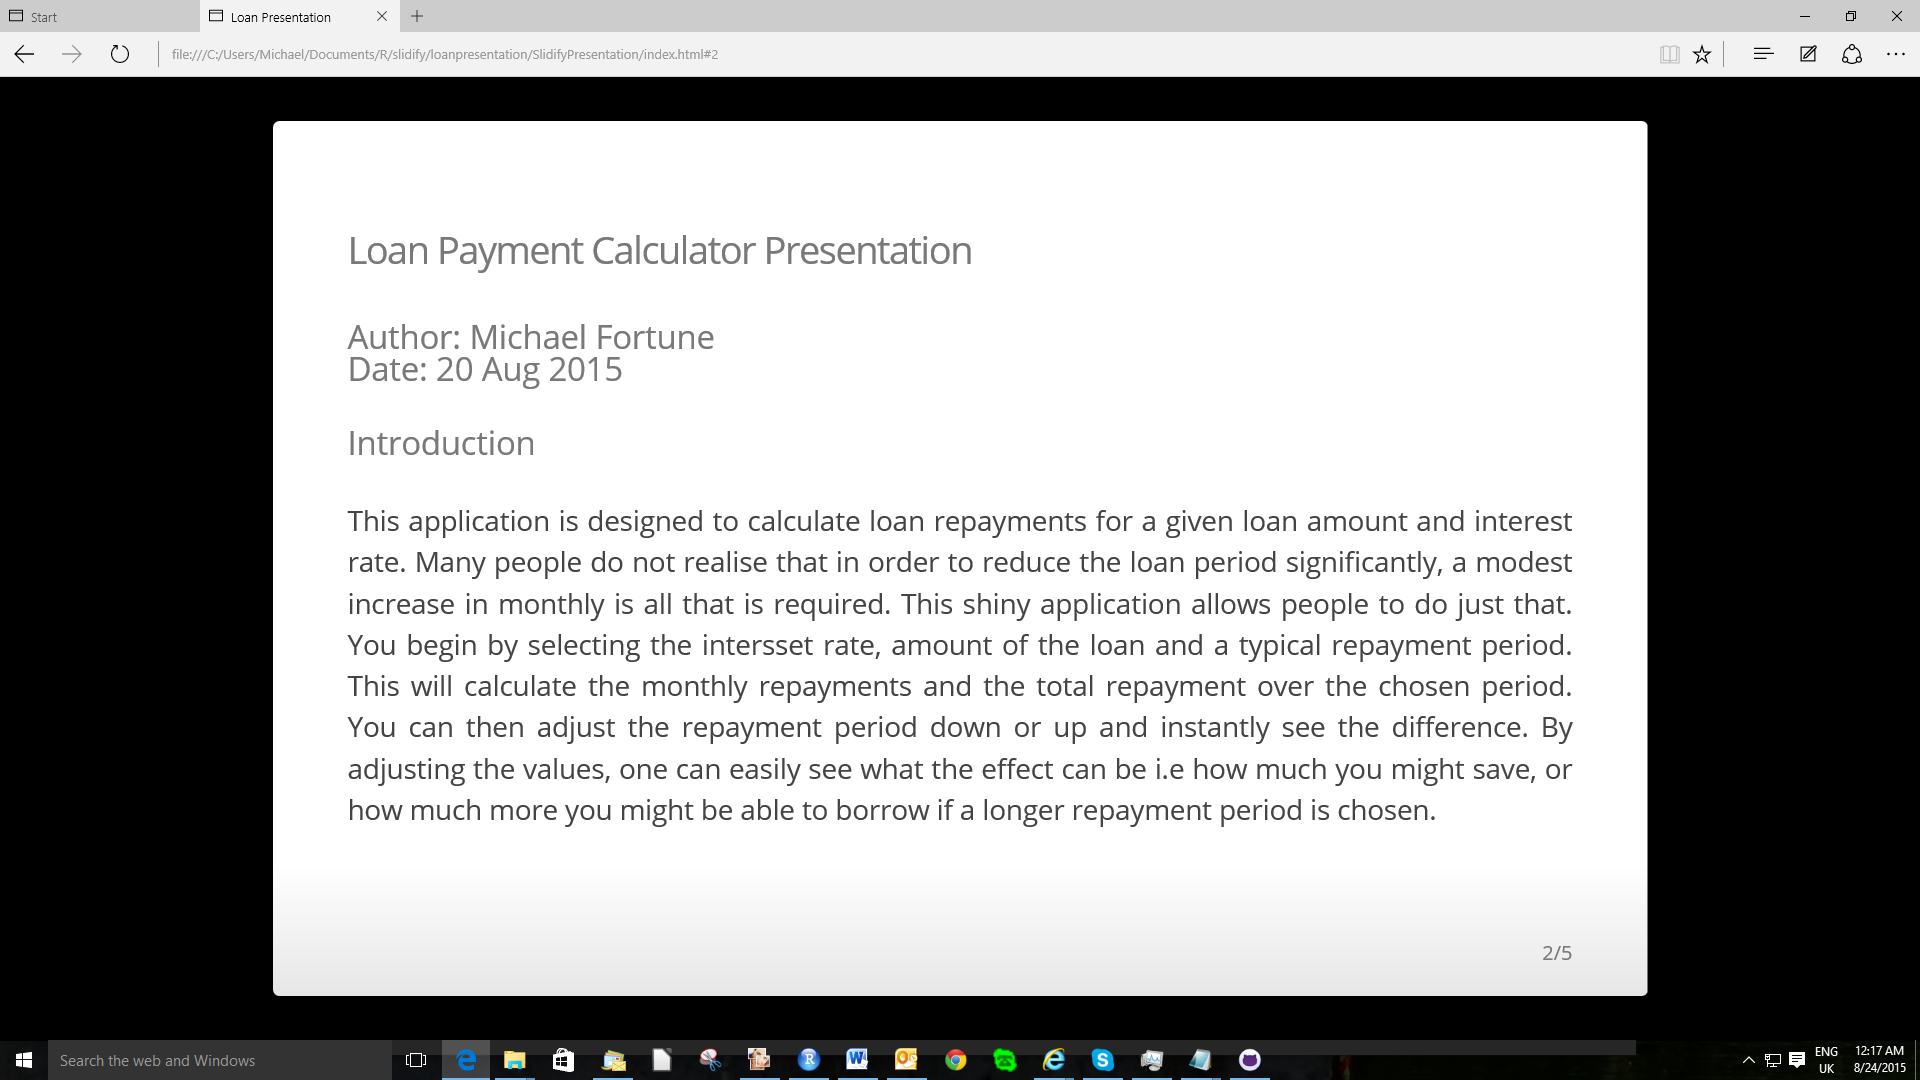 Start
Loan Presentation
file:///C:/Users/Michael/Documents/R/slidify/loanpresentation/SlidifyPresentation/index.html#2
Loan Payment Calculator Presentation
Author: Michael Fortune
Date: 20 Aug 2015
Introduction
This application is designed to calculate loan repayments for a given loan amount and interest
rate. Many people do not realise that in order to reduce the loan period significantly, a modest
increase in monthly is all that is required. This shiny application allows people to do just that.
You begin by selecting the intersset rate, amount of the loan and a typical repayment period.
This will calculate the monthly repayments and the total repayment over the chosen period.
You can then adjust the repayment period down or up and instantly see the difference. By
adjusting the values, one can easily see what the effect can be i.e how much you might save, or
how much more you might be able to borrow if a longer repayment period is chosen.
2/5
Search the web and Windows
ENG
UK
12:17 AM
8/24/2015